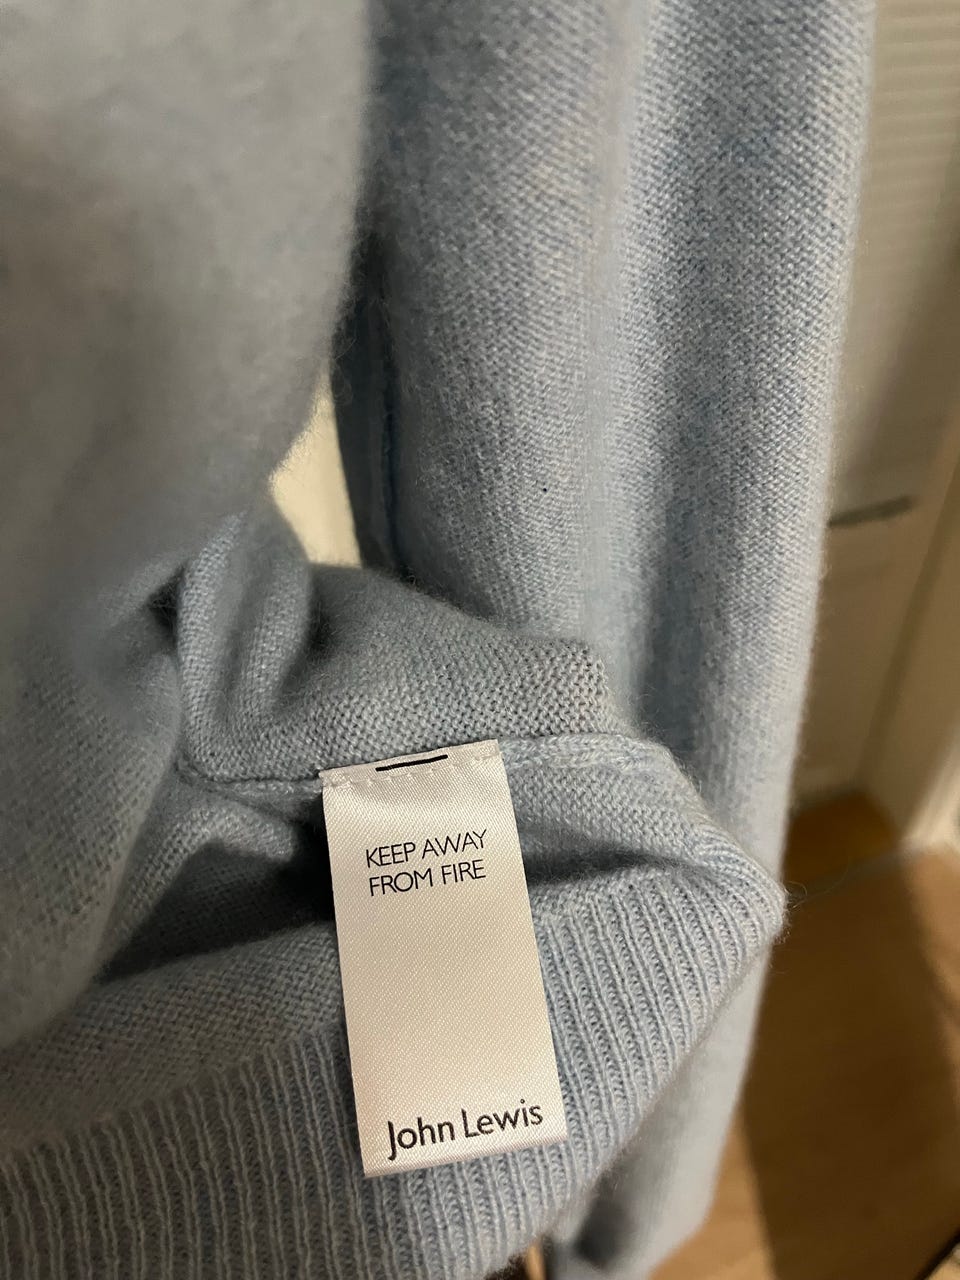 KEEP AWAY
FROM FIRE
John Lewis